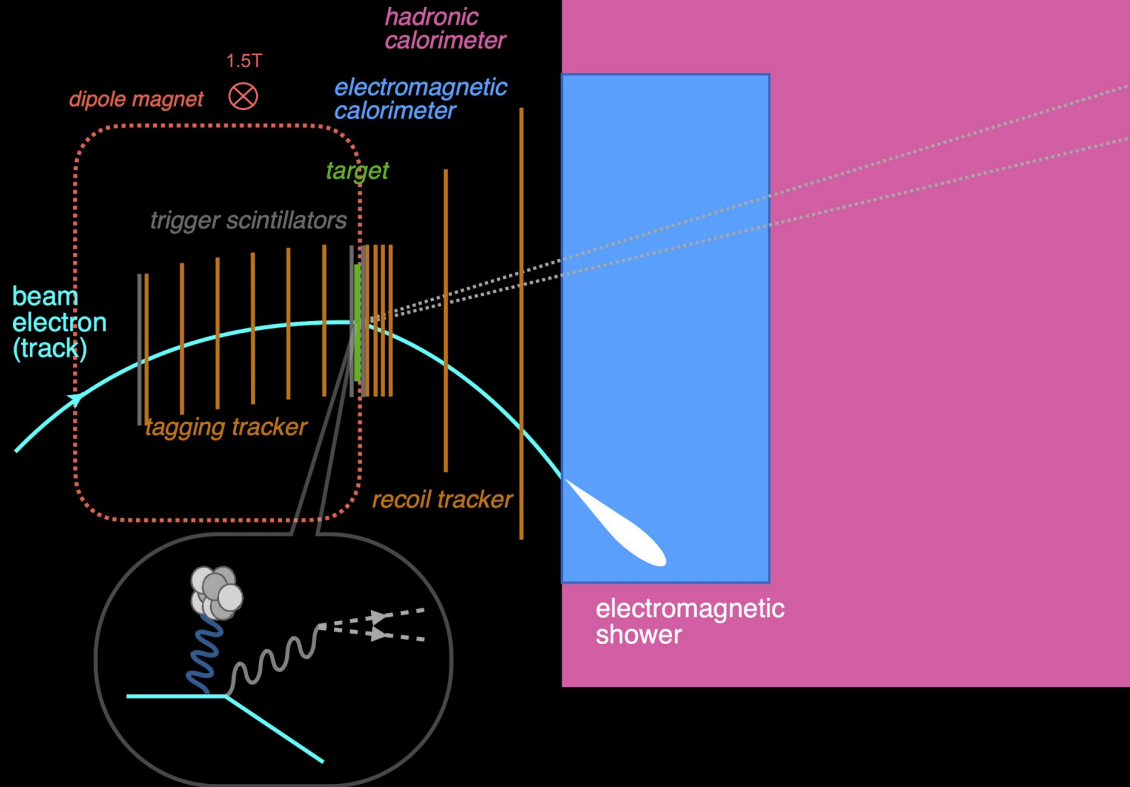 hadronic
calorimeter
1.5T
dipole magnet
electromagnetic
calorimeter
target
trigger scintillators
beam
electron
(track)
tagging tracker
recoil tracker
electromagnetic
shower